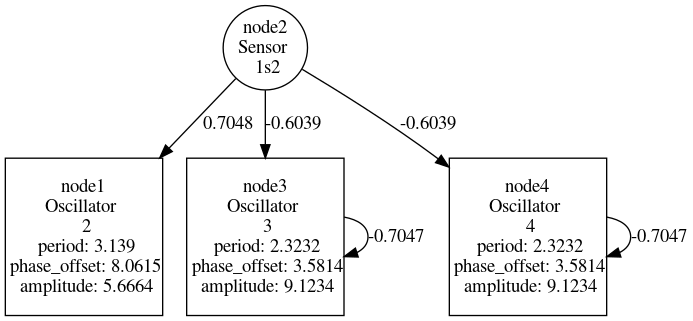 node2
Sensor
1s2
0.7048
-0.6039
-0.6039
node1
Oscillator
2
period: 3.139
phase_offset: 8.0615
amplitude: 5.6664
node3
Oscillator
3
period: 2.3232
phase_offset: 3.5814
amplitude: 9.1234
-0.7047
node4
Oscillator
4
period: 2.3232
phase_offset: 3.5814
amplitude: 9.1234
-0.7047